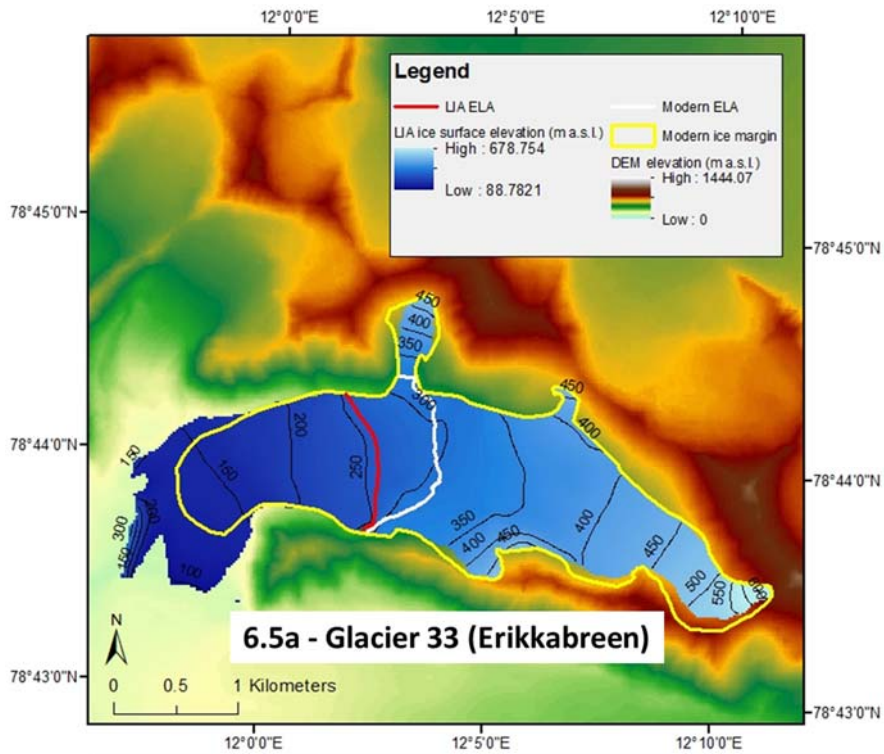 12°0'0"E 12°5'0"E 12°10'0"E
Legend
LIA ELA
Modern ELA
LIA ice surface elevation (m a.s.l.)
High : 678.754
Low : 88.7821
Modern ice margin
DEM elevation (m a.s.l.)
High : 1444.07
Low : 0
78°45'0"N
78°45'0"N
450
400
350
300
450
400
78°44'0"N
78°44'0"N
150
200
250
150
300
150
100
350
400
450
400
450
500
550
6.5a - Glacier 33 (Erikkabreen)
N
0 0.5 1 Kilometers
78°43'0"N
78°43'0"N
12°0'0"E 12°5'0"E 12°10'0"E